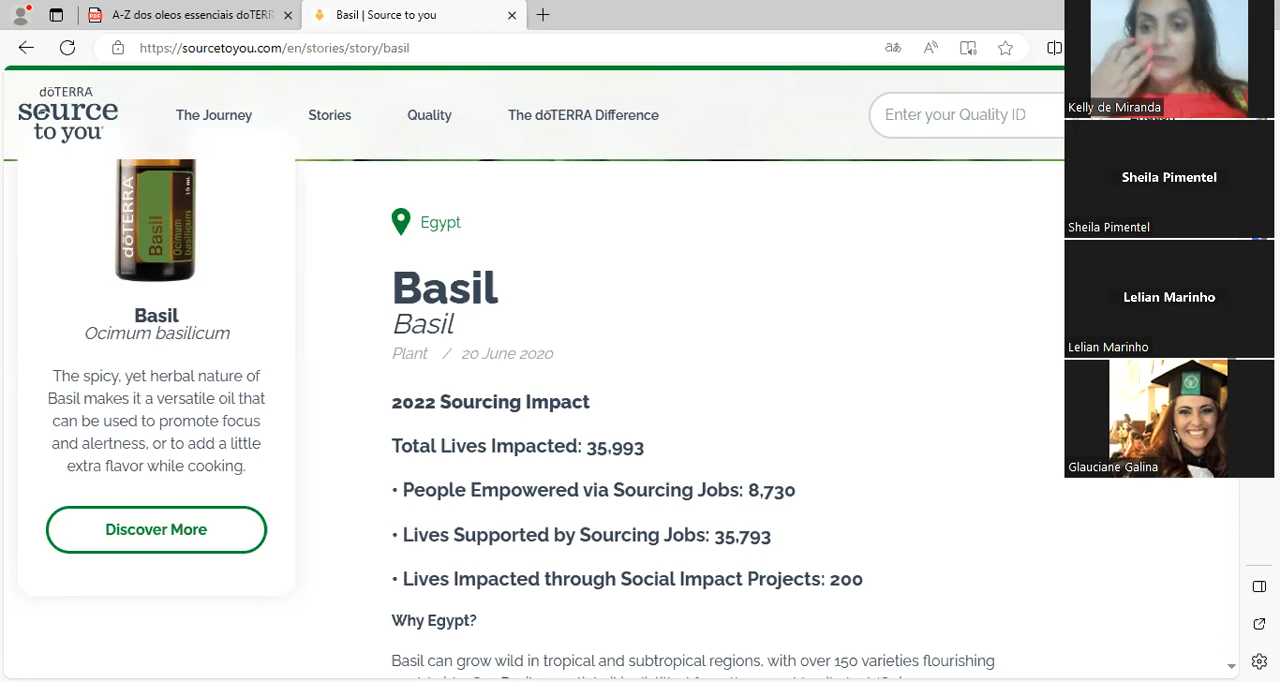 A-Z dos oleos essenciais doTERR
Basil | Source to you
https://sourcetoyou.com/en/stories/story/basil
dōTERRA
source
to you
The Journey
Stories
Quality
The dōTERRA Difference
Enter your Quality ID
dōTERRA
Basil
Ocimum
basilicum
15 mL
Basil
Ocimum basilicum
The spicy, yet herbal nature of
Basil makes it a versatile oil that
can be used to promote focus
and alertness, or to add a little
extra flavor while cooking.
Discover More
Egypt
Basil
Basil
Plant / 20 June 2020
2022 Sourcing Impact
Total Lives Impacted: 35,993
• People Empowered via Sourcing Jobs: 8,730
• Lives Supported by Sourcing Jobs: 35,793
• Lives Impacted through Social Impact Projects: 200
Why Egypt?
Basil can grow wild in tropical and subtropical regions, with over 150 varieties flourishing
Kelly de Miranda
Sheila Pimentel
Sheila Pimentel
Lelian Marinho
Lelian Marinho
Glauciane Galina